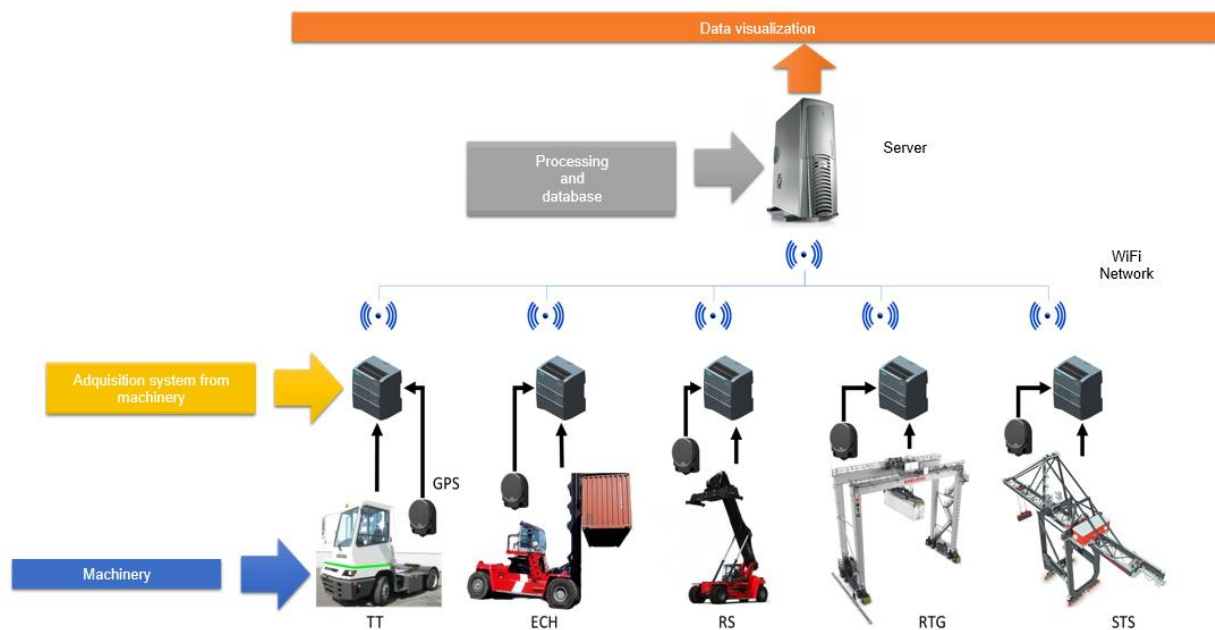 Data visualization
Processing
and
database
Server
WiFi
Network
Adquisition system from
machinery
GPS
Machinery
TT
ECH
RS
RTG
STS